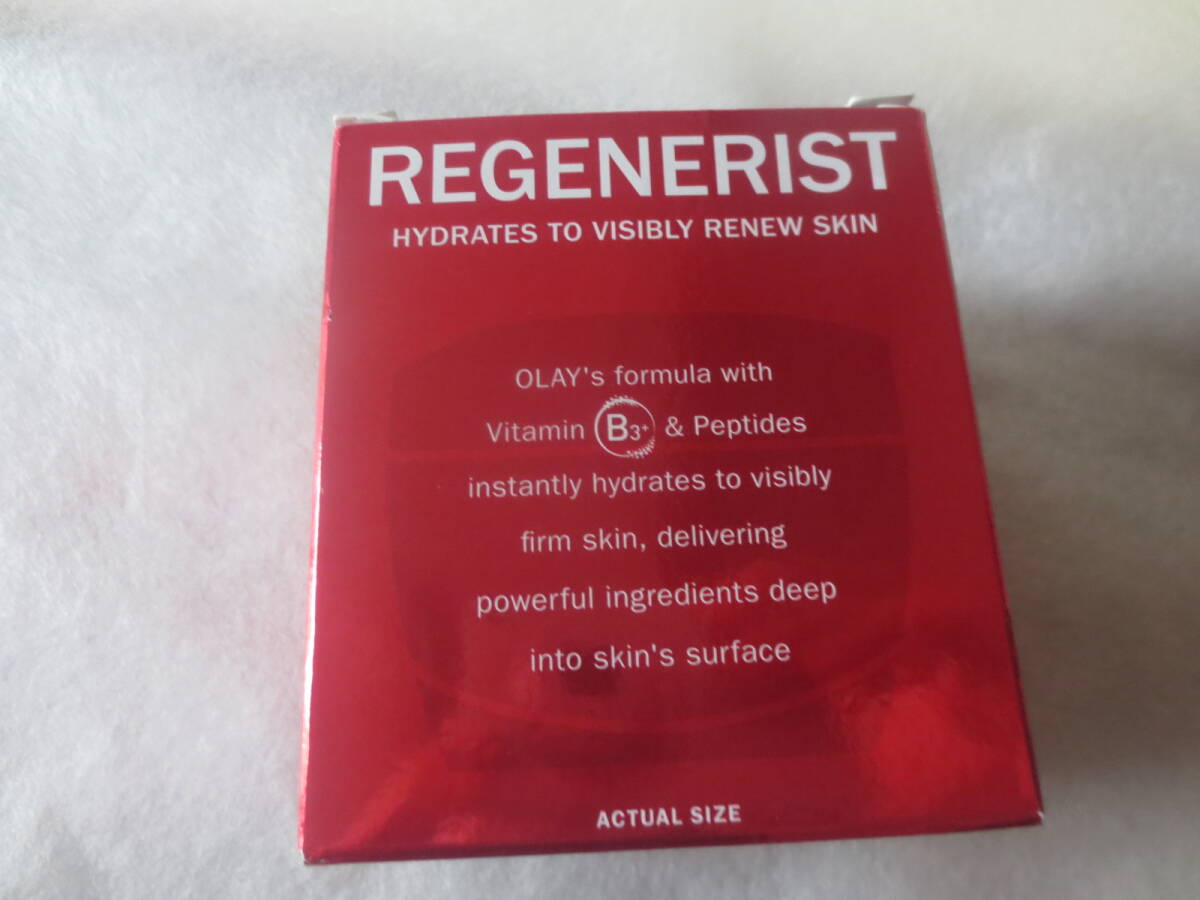 REGENERIST
HYDRATES TO VISIBLY RENEW SKIN
OLAY's formula with
Vitamin B3+ & Peptides
instantly hydrates to visibly
firm skin, delivering
powerful ingredients deep
into skin's surface
ACTUAL SIZE